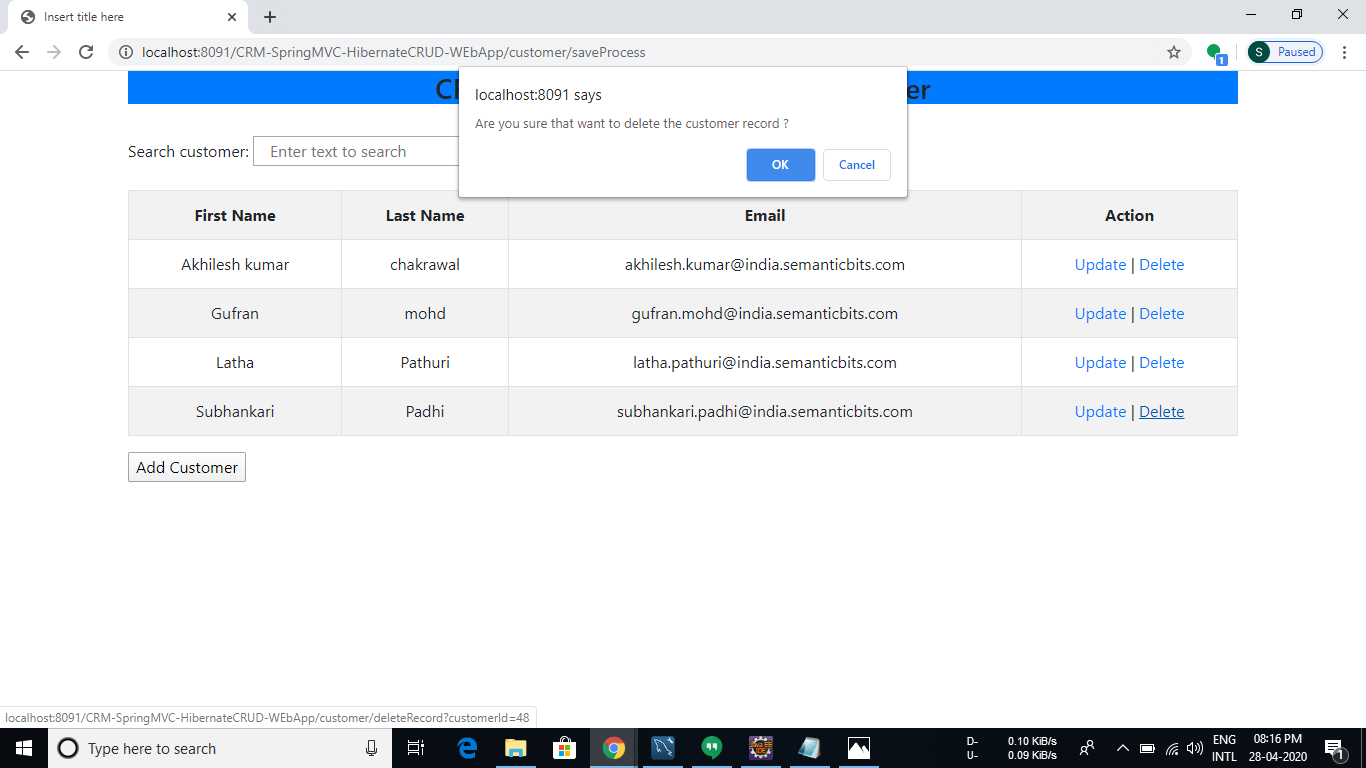 Insert title here
localhost:8091/CRM-SpringMVC-HibernateCRUD-WEbApp/customer/saveProcess
1
S Paused
localhost:8091 says
Are you sure that want to delete the customer record ?
OK Cancel
Search customer: Enter text to search
First Name Last Name Email Action
Akhilesh kumar chakrawal akhilesh.kumar@india.semanticbits.com Update | Delete
Gufran mohd gufran.mohd@india.semanticbits.com Update | Delete
Latha Pathuri latha.pathuri@india.semanticbits.com Update | Delete
Subhankari Padhi subhankari.padhi@india.semanticbits.com Update | Delete
Add Customer
localhost:8091/CRM-SpringMVC-HibernateCRUD-WEbApp/customer/deleteRecord?customerId=48
Type here to search
D- 0.10 KiB/s
U- 0.09 KiB/s
ENG
INTL
08:16 PM
28-04-2020
1